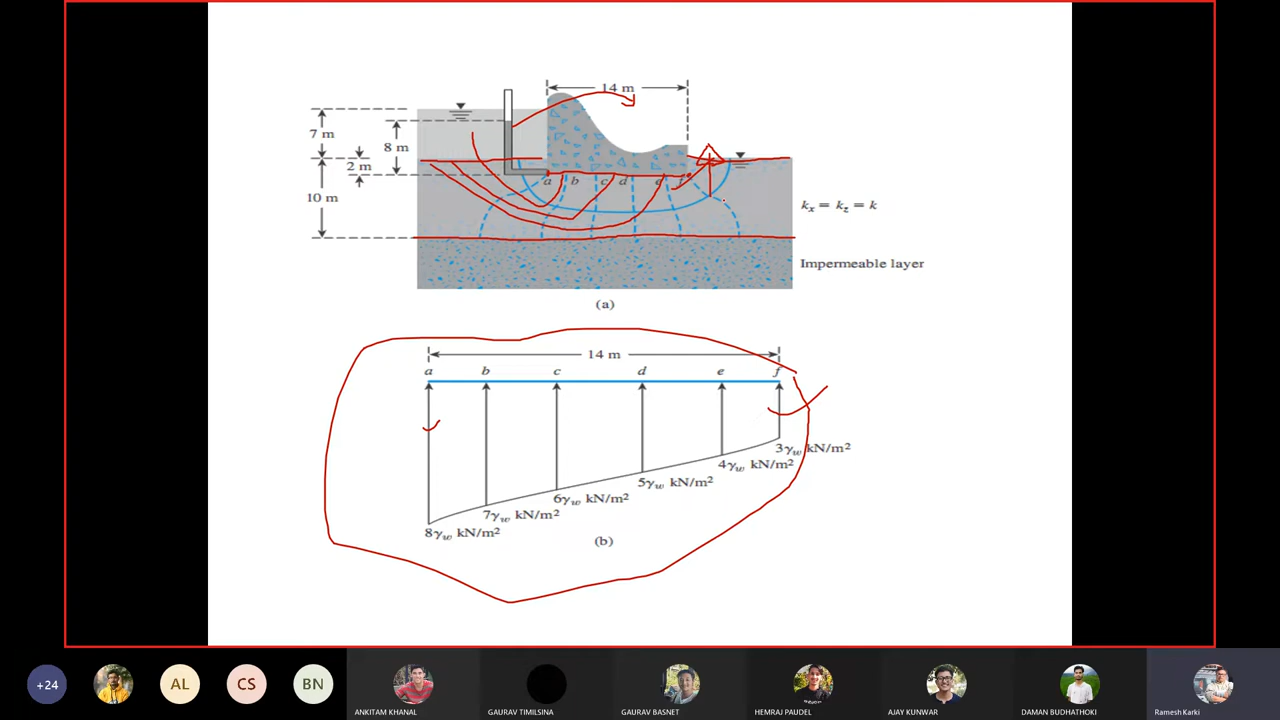 14 m
7 m
8 m
2 m
10 m
a b c d e f
kx = kz = k
Impermeable layer
(a)
14 m
a b c d e f
3γw kN/m²
4γw kN/m²
5γw kN/m²
6γw kN/m²
7γw kN/m²
8γw kN/m²
(b)
+24
AL
CS
BN
ANKITAM KHANAL
GAURAV TIMILSINA
GAURAV BASNET
HEMRAJ PAUDEL
AJAY KUNWAR
DAMAN BUDHATHOKI
Ramesh Karki